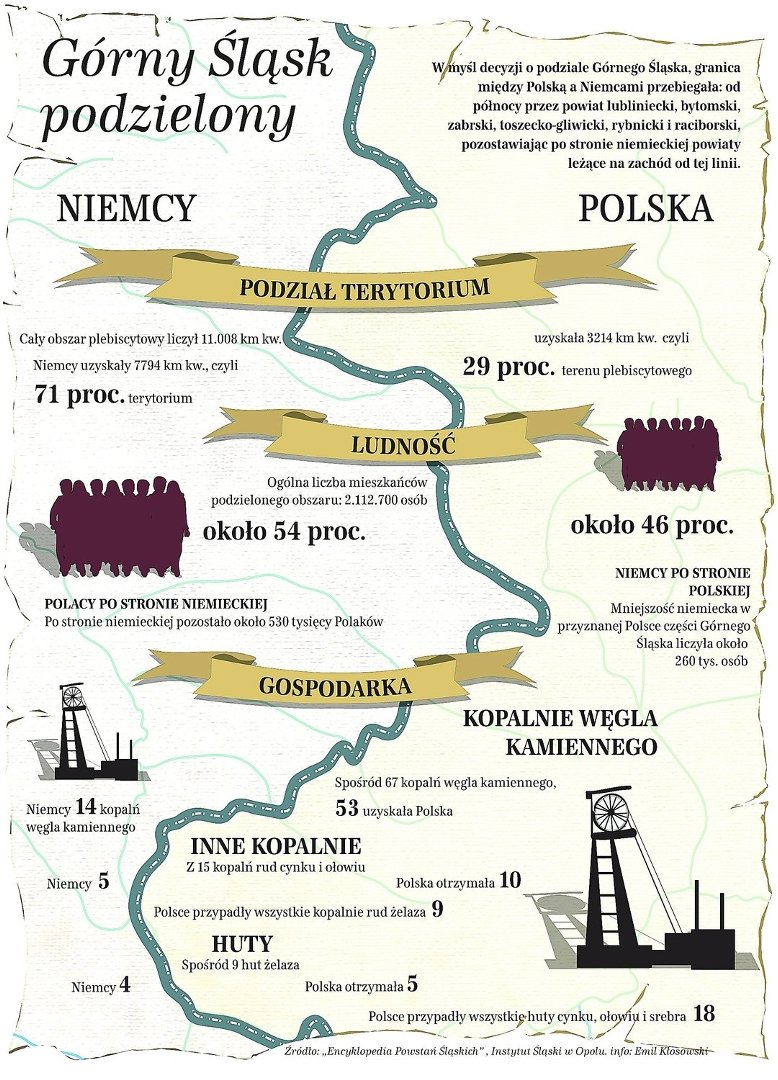 Górny Śląsk
podzielony
W myśl decyzji o podziale Górnego Śląska, granica
między Polską a Niemcami przebiegała: od
północy przez powiat lubliniecki, bytomski,
zabrski, toszecko-gliwicki, rybnicki i raciborski,
pozostawiając po stronie niemieckiej powiaty
leżące na zachód od tej linii.
NIEMCY
POLSKA
PODZIAŁ TERYTORIUM
Cały obszar plebiscytowy liczył 11.008 km kw.
Niemcy uzyskały 7794 km kw., czyli
71 proc. terytorium
uzyskała 3214 km kw. czyli
29 proc. terenu plebiscytowego
LUDNOŚĆ
Ogólna liczba mieszkańców
podzielonego obszaru: 2.112.700 osób
około 54 proc.
około 46 proc.
POLACY PO STRONIE NIEMIECKIEJ
Po stronie niemieckiej pozostało około 530 tysięcy Polaków
NIEMCY PO STRONIE
POLSKIEJ
Mniejszość niemiecka w
przyznanej Polsce części Górnego
Śląska liczyła około
260 tys. osób
GOSPODARKA
KOPALNIE WĘGLA
KAMIENNEGO
Spośród 67 kopalń węgla kamiennego,
53 uzyskała Polska
Niemcy 14 kopalń
węgla kamiennego
INNE KOPALNIE
Z 15 kopalń rud cynku i ołowiu
Niemcy 5
Polska otrzymała 10
Polsce przypadły wszystkie kopalnie rud żelaza 9
HUTY
Spośród 9 hut żelaza
Niemcy 4
Polska otrzymała 5
Polsce przypadły wszystkie huty cynku, ołowiu i srebra 18
Źródło: „Encyklopedia Powstań Śląskich” , Instytut Śląski w Opolu. info: Emil Kłosowski